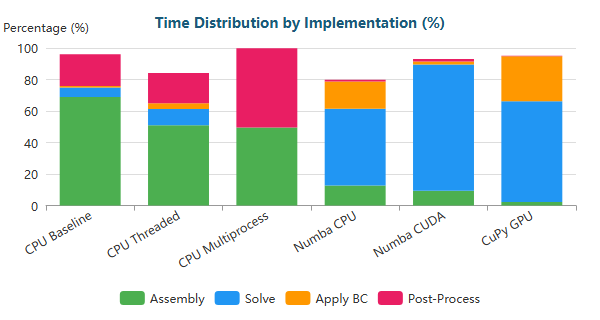 Time Distribution by Implementation (%)
Percentage (%)
100
80
60
40
20
0
CPU Baseline
CPU Threaded
CPU Multiprocess
Numba CPU
Numba CUDA
CuPy GPU
Assembly Solve Apply BC Post-Process